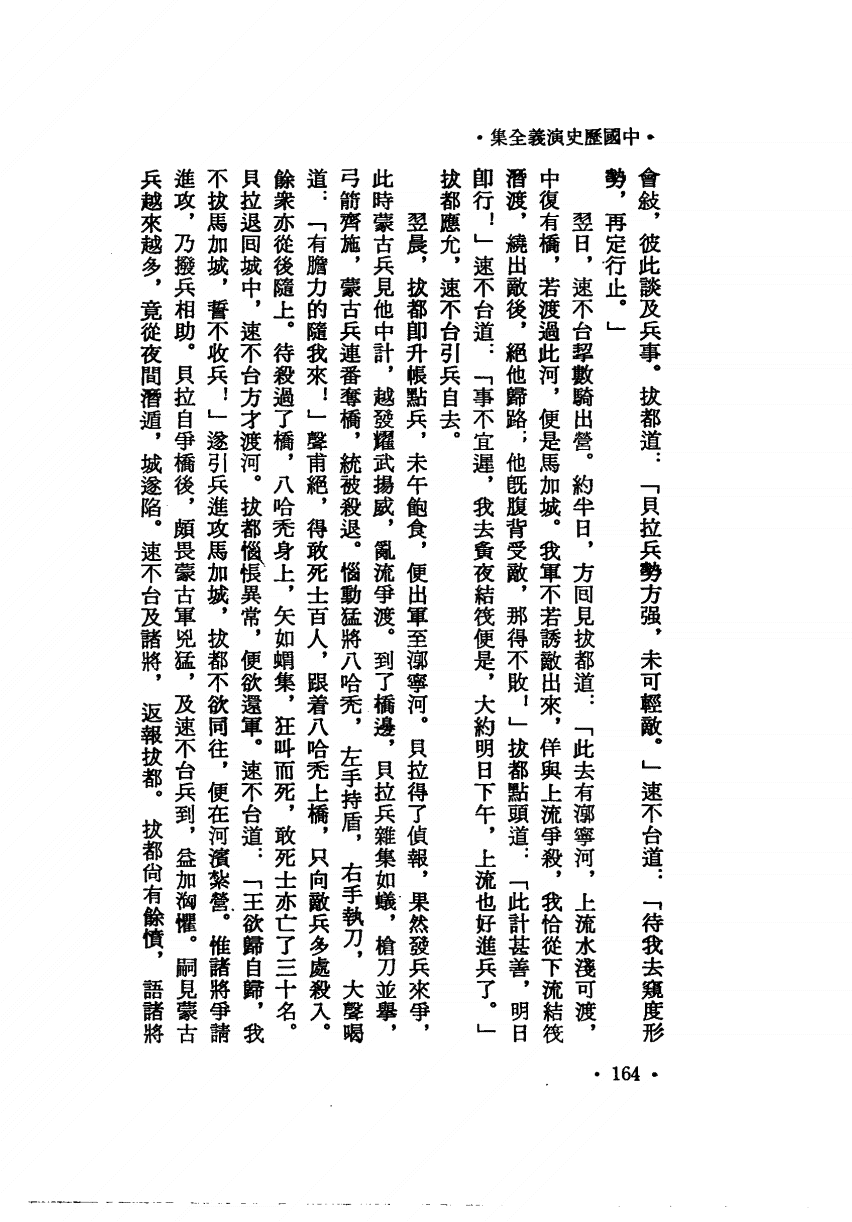 ·中國歷史演義全集·
會敍，彼此談及兵事。拔都道：「貝拉兵勢方强，未可輕敵。」速不台道：「待我去窺度形
勢，再定行止。」
翌日，速不台挈數騎出營。約半日，方囘見拔都道：「此去有漷寧河，上流水淺可渡，
中復有橋，若渡過此河，便是馬加城。我軍不若誘敵出來，佯與上流爭殺，我恰從下流結筏
潛渡，繞出敵後，絕他歸路；他旣腹背受敵，那得不敗！」拔都點頭道：「此計甚善，明日
卽行！」速不台道：「事不宜遲，我去夤夜結筏便是，大約明日下午，上流也好進兵了。」
拔都應允，速不台引兵自去。
翌晨，拔都卽升帳點兵，未午飽食，便出軍至漷寧河。貝拉得了偵報，果然發兵來爭，
此時蒙古兵見他中計，越發耀武揚威，亂流爭渡。到了橋邊，貝拉兵雜集如蟻，槍刀並舉，
弓箭齊施，蒙古兵連番奪橋，統被殺退。惱動猛將八哈禿，左手持盾，右手執刀，大聲喝
道：「有膽力的隨我來！」聲甫絕，得敢死士百人，跟着八哈禿上橋，只向敵兵多處殺入。
餘衆亦從後隨上。待殺過了橋，八哈禿身上，矢如蝟集，狂叫而死，敢死士亦亡了三十名。
貝拉退囘城中，速不台方才渡河。拔都惱悵異常，便欲還軍。速不台道：「王欲歸自歸，我
不拔馬加城，誓不收兵！」遂引兵進攻馬加城，拔都不欲同往，便在河濱紮營。惟諸將爭請
進攻，乃撥兵相助。貝拉自爭橋後，頗畏蒙古軍兇猛，及速不台兵到，益加洶懼。嗣見蒙古
兵越來越多，竟從夜間潛遁，城遂陷。速不台及諸將，返報拔都。拔都尙有餘憤，語諸將
·164·